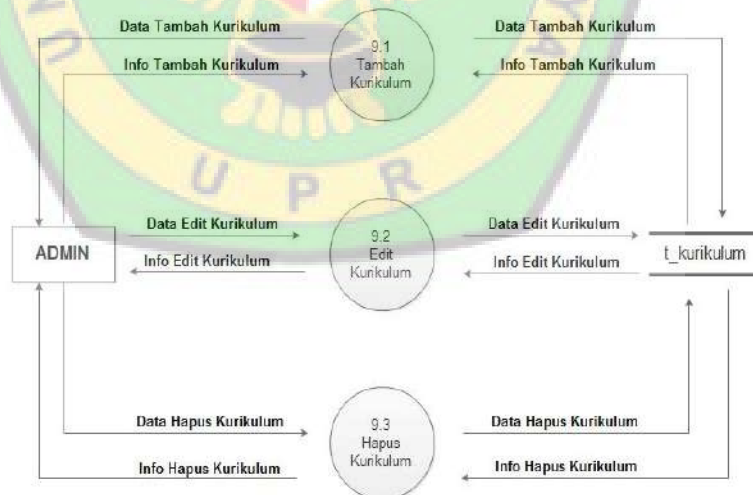 Data Tambah Kurikulum
Data Tambah Kurikulum
9.1
Tambah
Kurikulum
Info Tambah Kurikulum
Info Tambah Kurikulum
U P R
ADMIN
Data Edit Kurikulum
Info Edit Kurikulum
9.2
Edit
Kurikulum
Data Edit Kurikulum
Info Edit Kurikulum
t_kurikulum
Data Hapus Kurikulum
Info Hapus Kurikulum
9.3
Hapus
Kurikulum
Data Hapus Kurikulum
Info Hapus Kurikulum